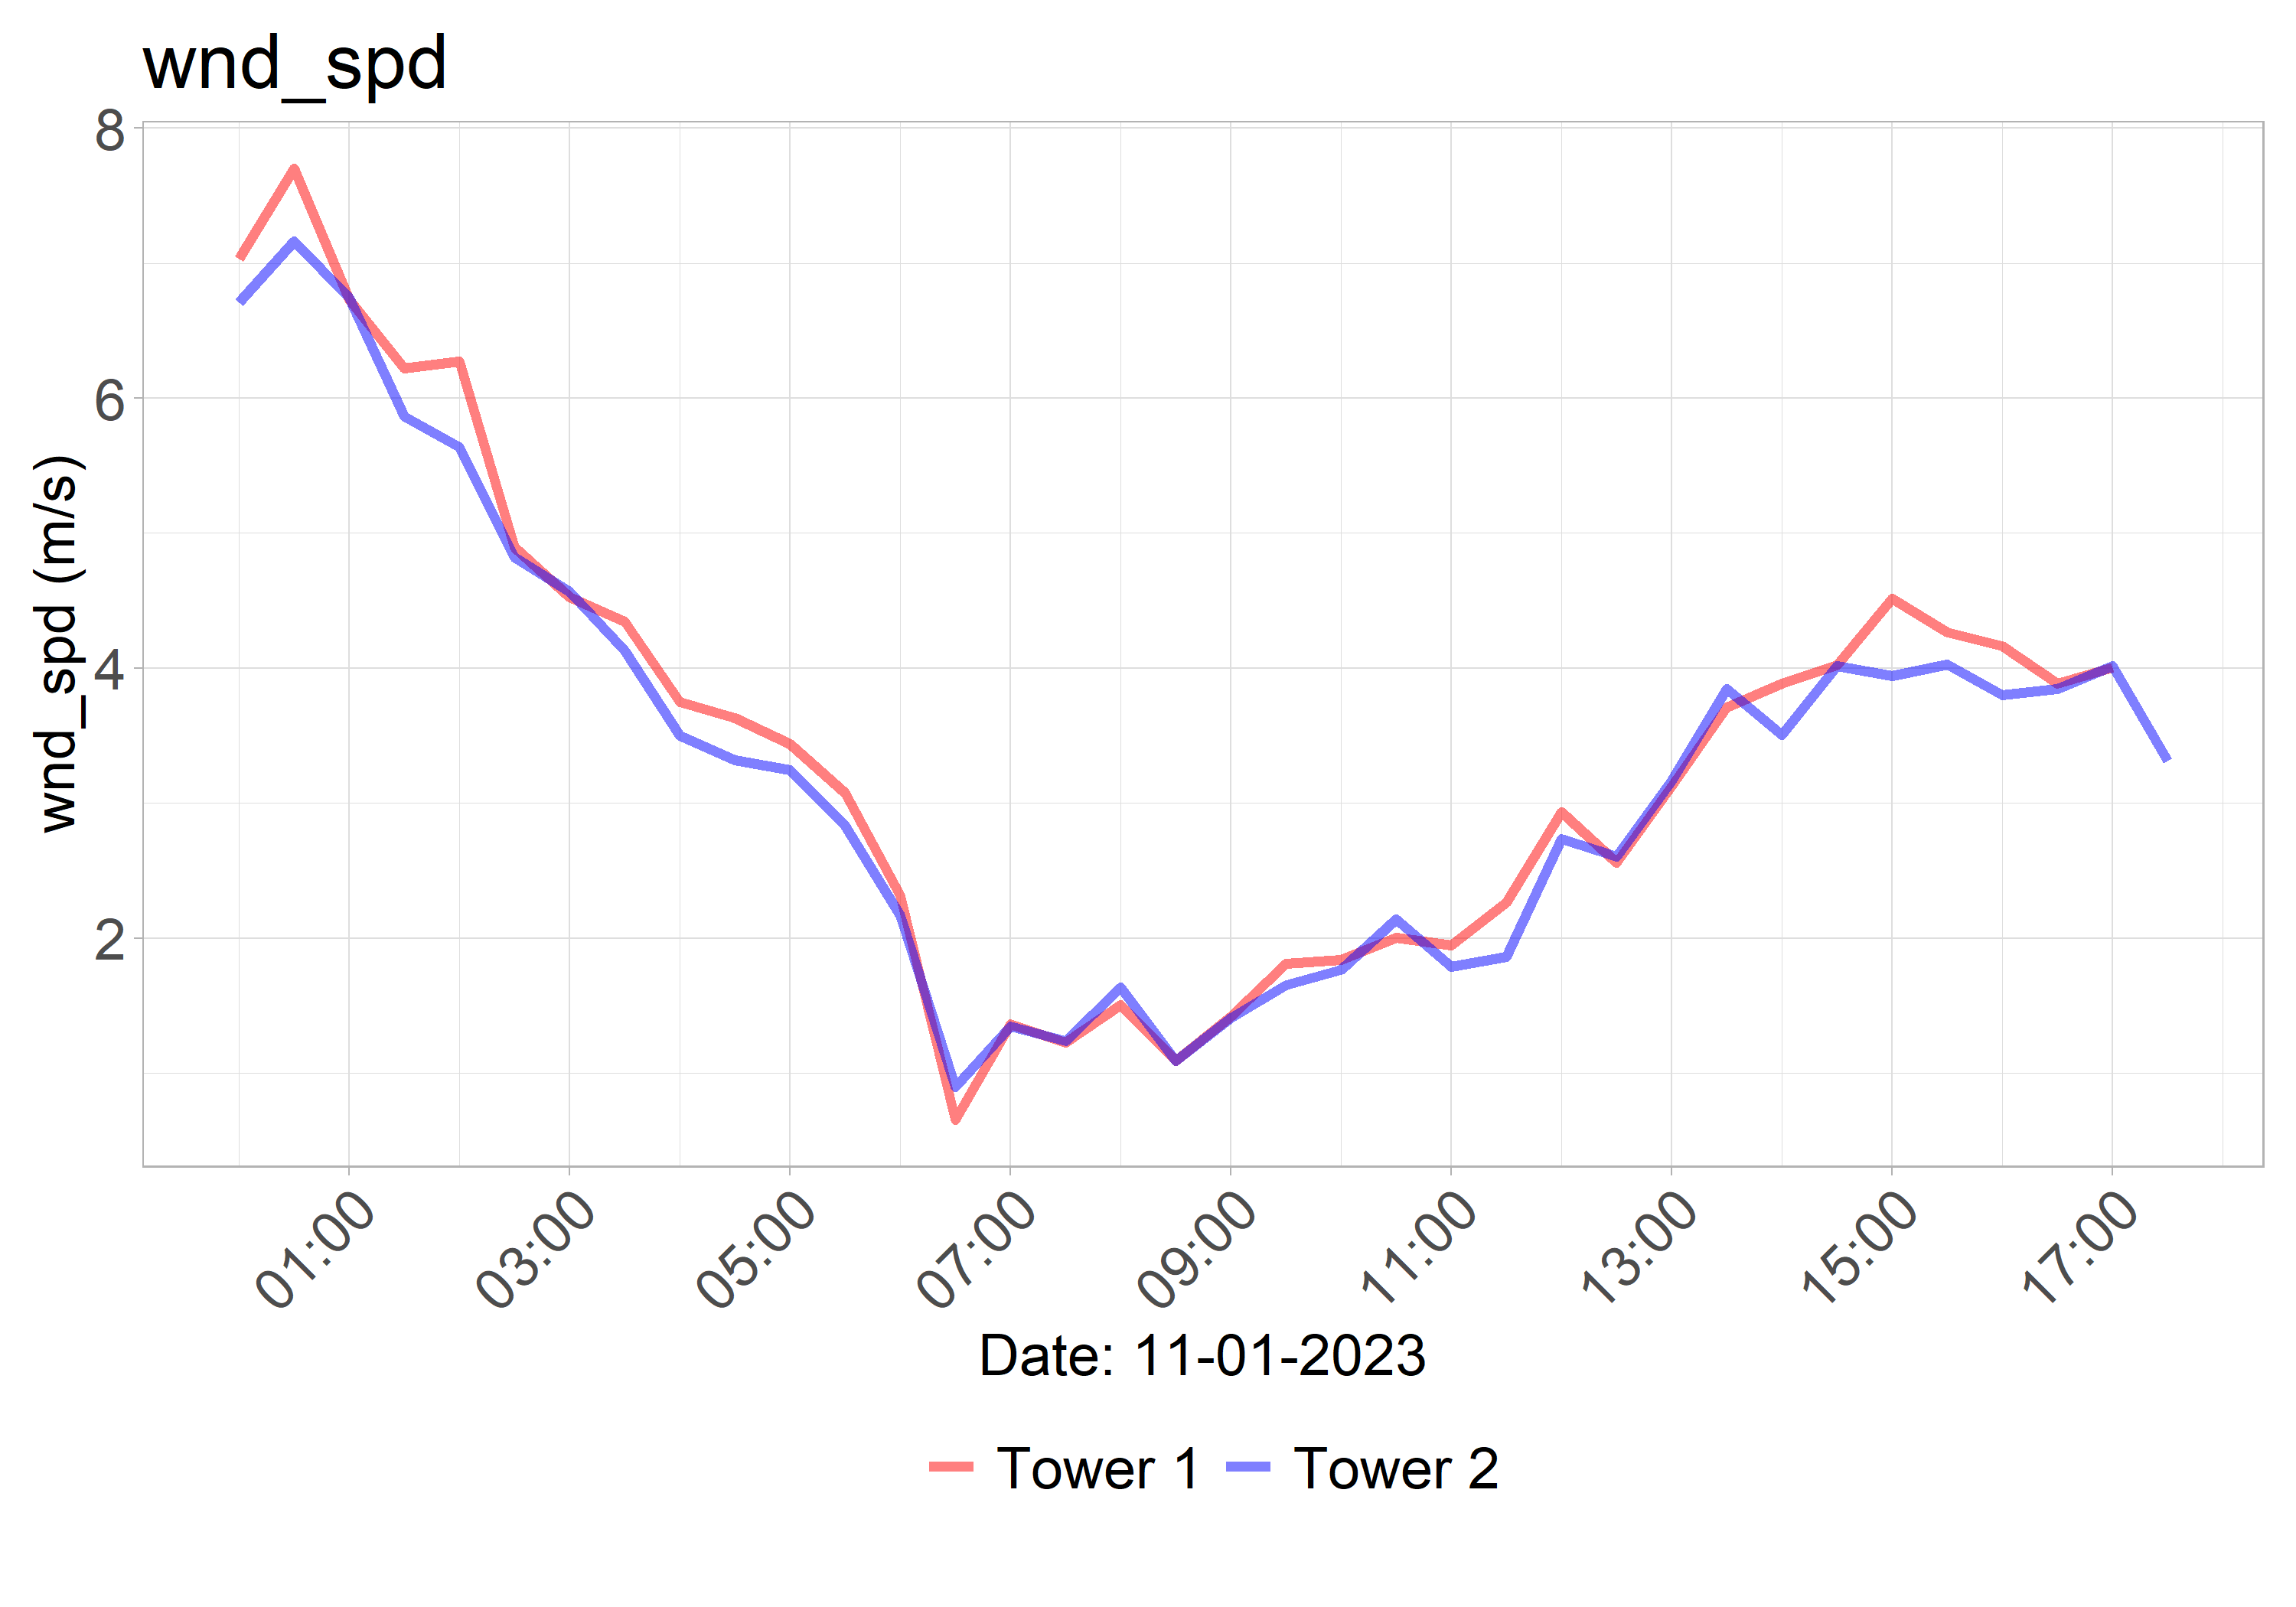 wnd_spd
wnd_spd (m/s)
8
6
4
2
01:00 03:00 05:00 07:00 09:00 11:00 13:00 15:00 17:00
Date: 11-01-2023
Tower 1 Tower 2